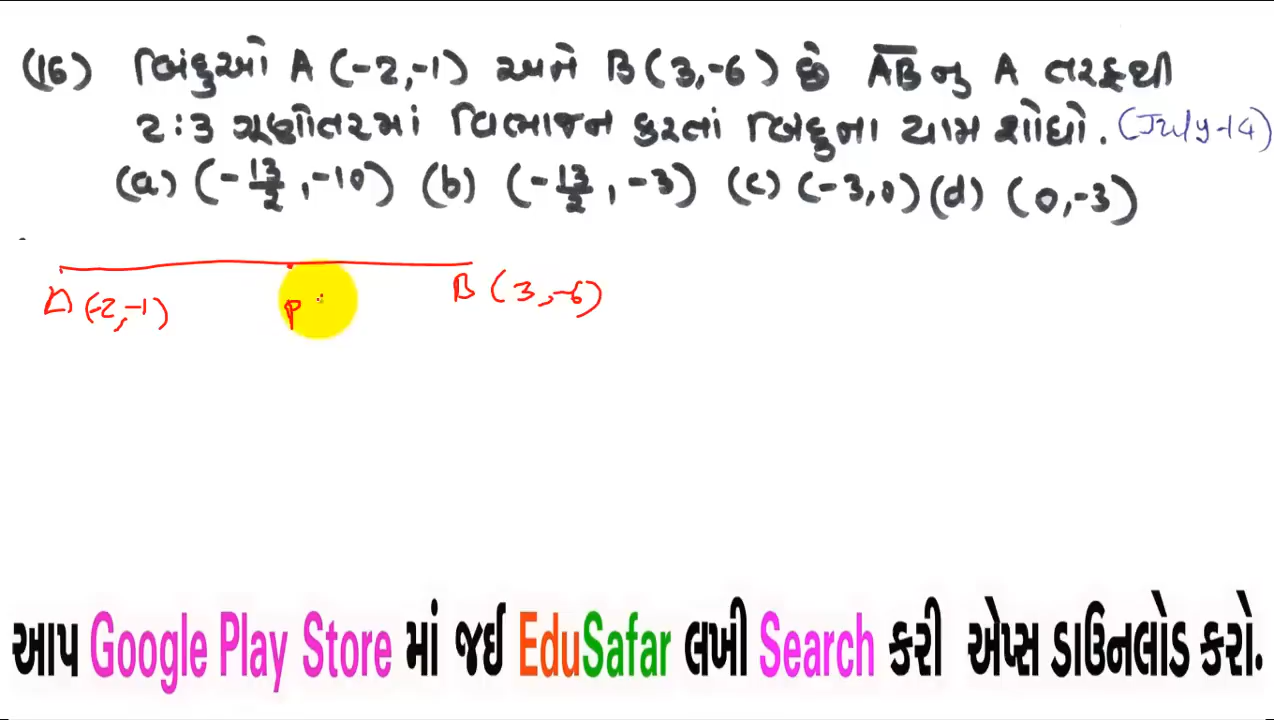 (16) બિંદુઓ A (-2,-1) અને B (3,-6) છે AB નુ A તરફથી
2:3 ગુણોતરમાં વિભાજન કરતાં બિંદુના યામ શોધો. (July-14)
(a) (-13/2, -10) (b) (-13/2, -3) (c) (-3,0) (d) (0,-3)
A (-2,-1) P B (3,-6)
આપ Google Play Store માં જઈ EduSafar લખી Search કરી એપ્સ ડાઉનલોડ કરો.